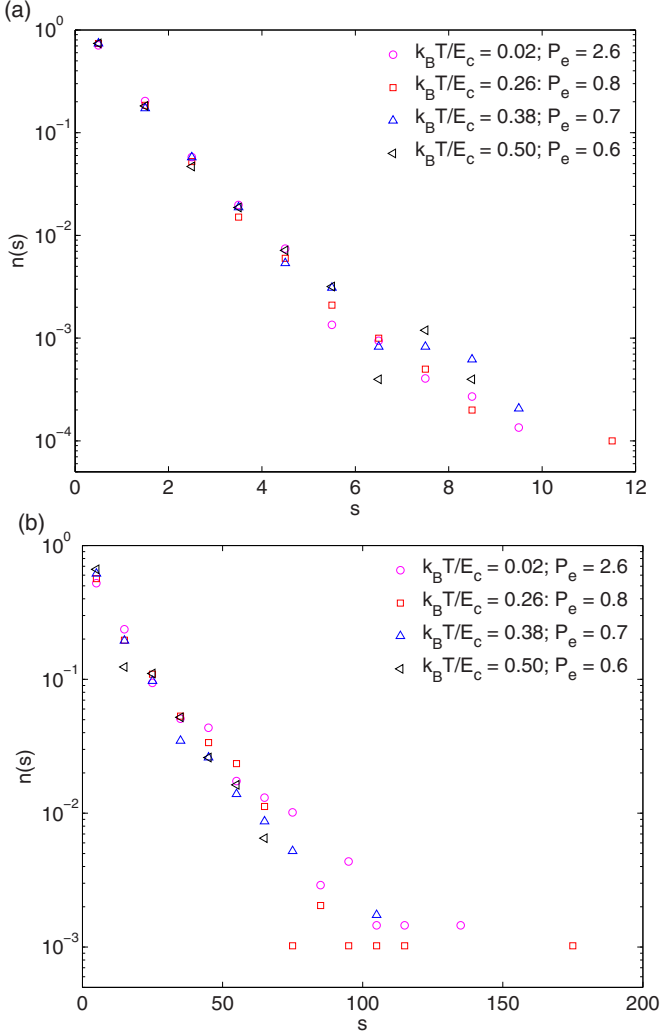 (a)
10^0
10^-1
10^-2
10^-3
10^-4
n(s)
0 2 4 6 8 10 12
s
k_BT/E_c = 0.02; P_e = 2.6
k_BT/E_c = 0.26: P_e = 0.8
k_BT/E_c = 0.38; P_e = 0.7
k_BT/E_c = 0.50; P_e = 0.6
(b)
10^0
10^-1
10^-2
10^-3
n(s)
0 50 100 150 200
s
k_BT/E_c = 0.02; P_e = 2.6
k_BT/E_c = 0.26: P_e = 0.8
k_BT/E_c = 0.38; P_e = 0.7
k_BT/E_c = 0.50; P_e = 0.6